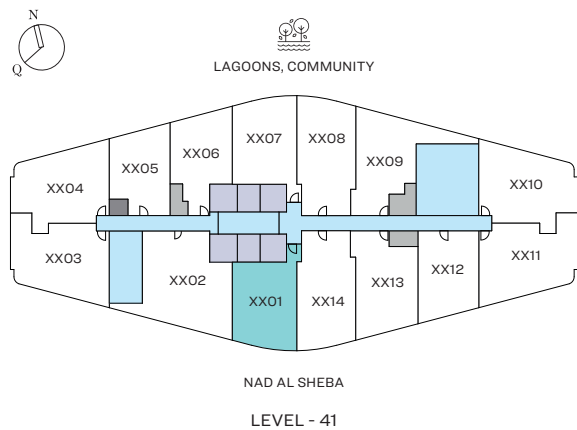 N
Q
LAGOONS, COMMUNITY
XX07
XX08
XX06
XX05
XX09
XX04
XX10
XX03
XX11
XX02
XX12
XX13
XX01
XX14
NAD AL SHEBA
LEVEL - 41